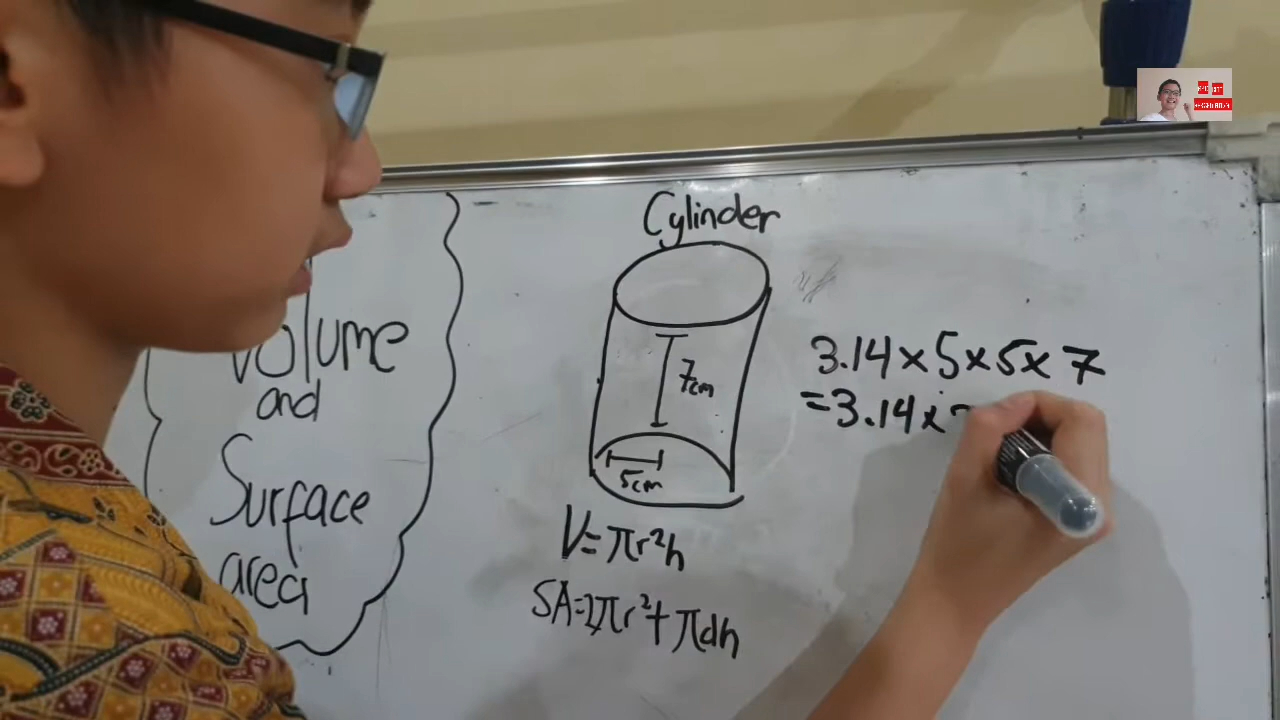 Volume
and
Surface
area
Cylinder
7cm
5cm
V=πr²h
SA=2πr²+πdh
3.14×5×5×7
=3.14×